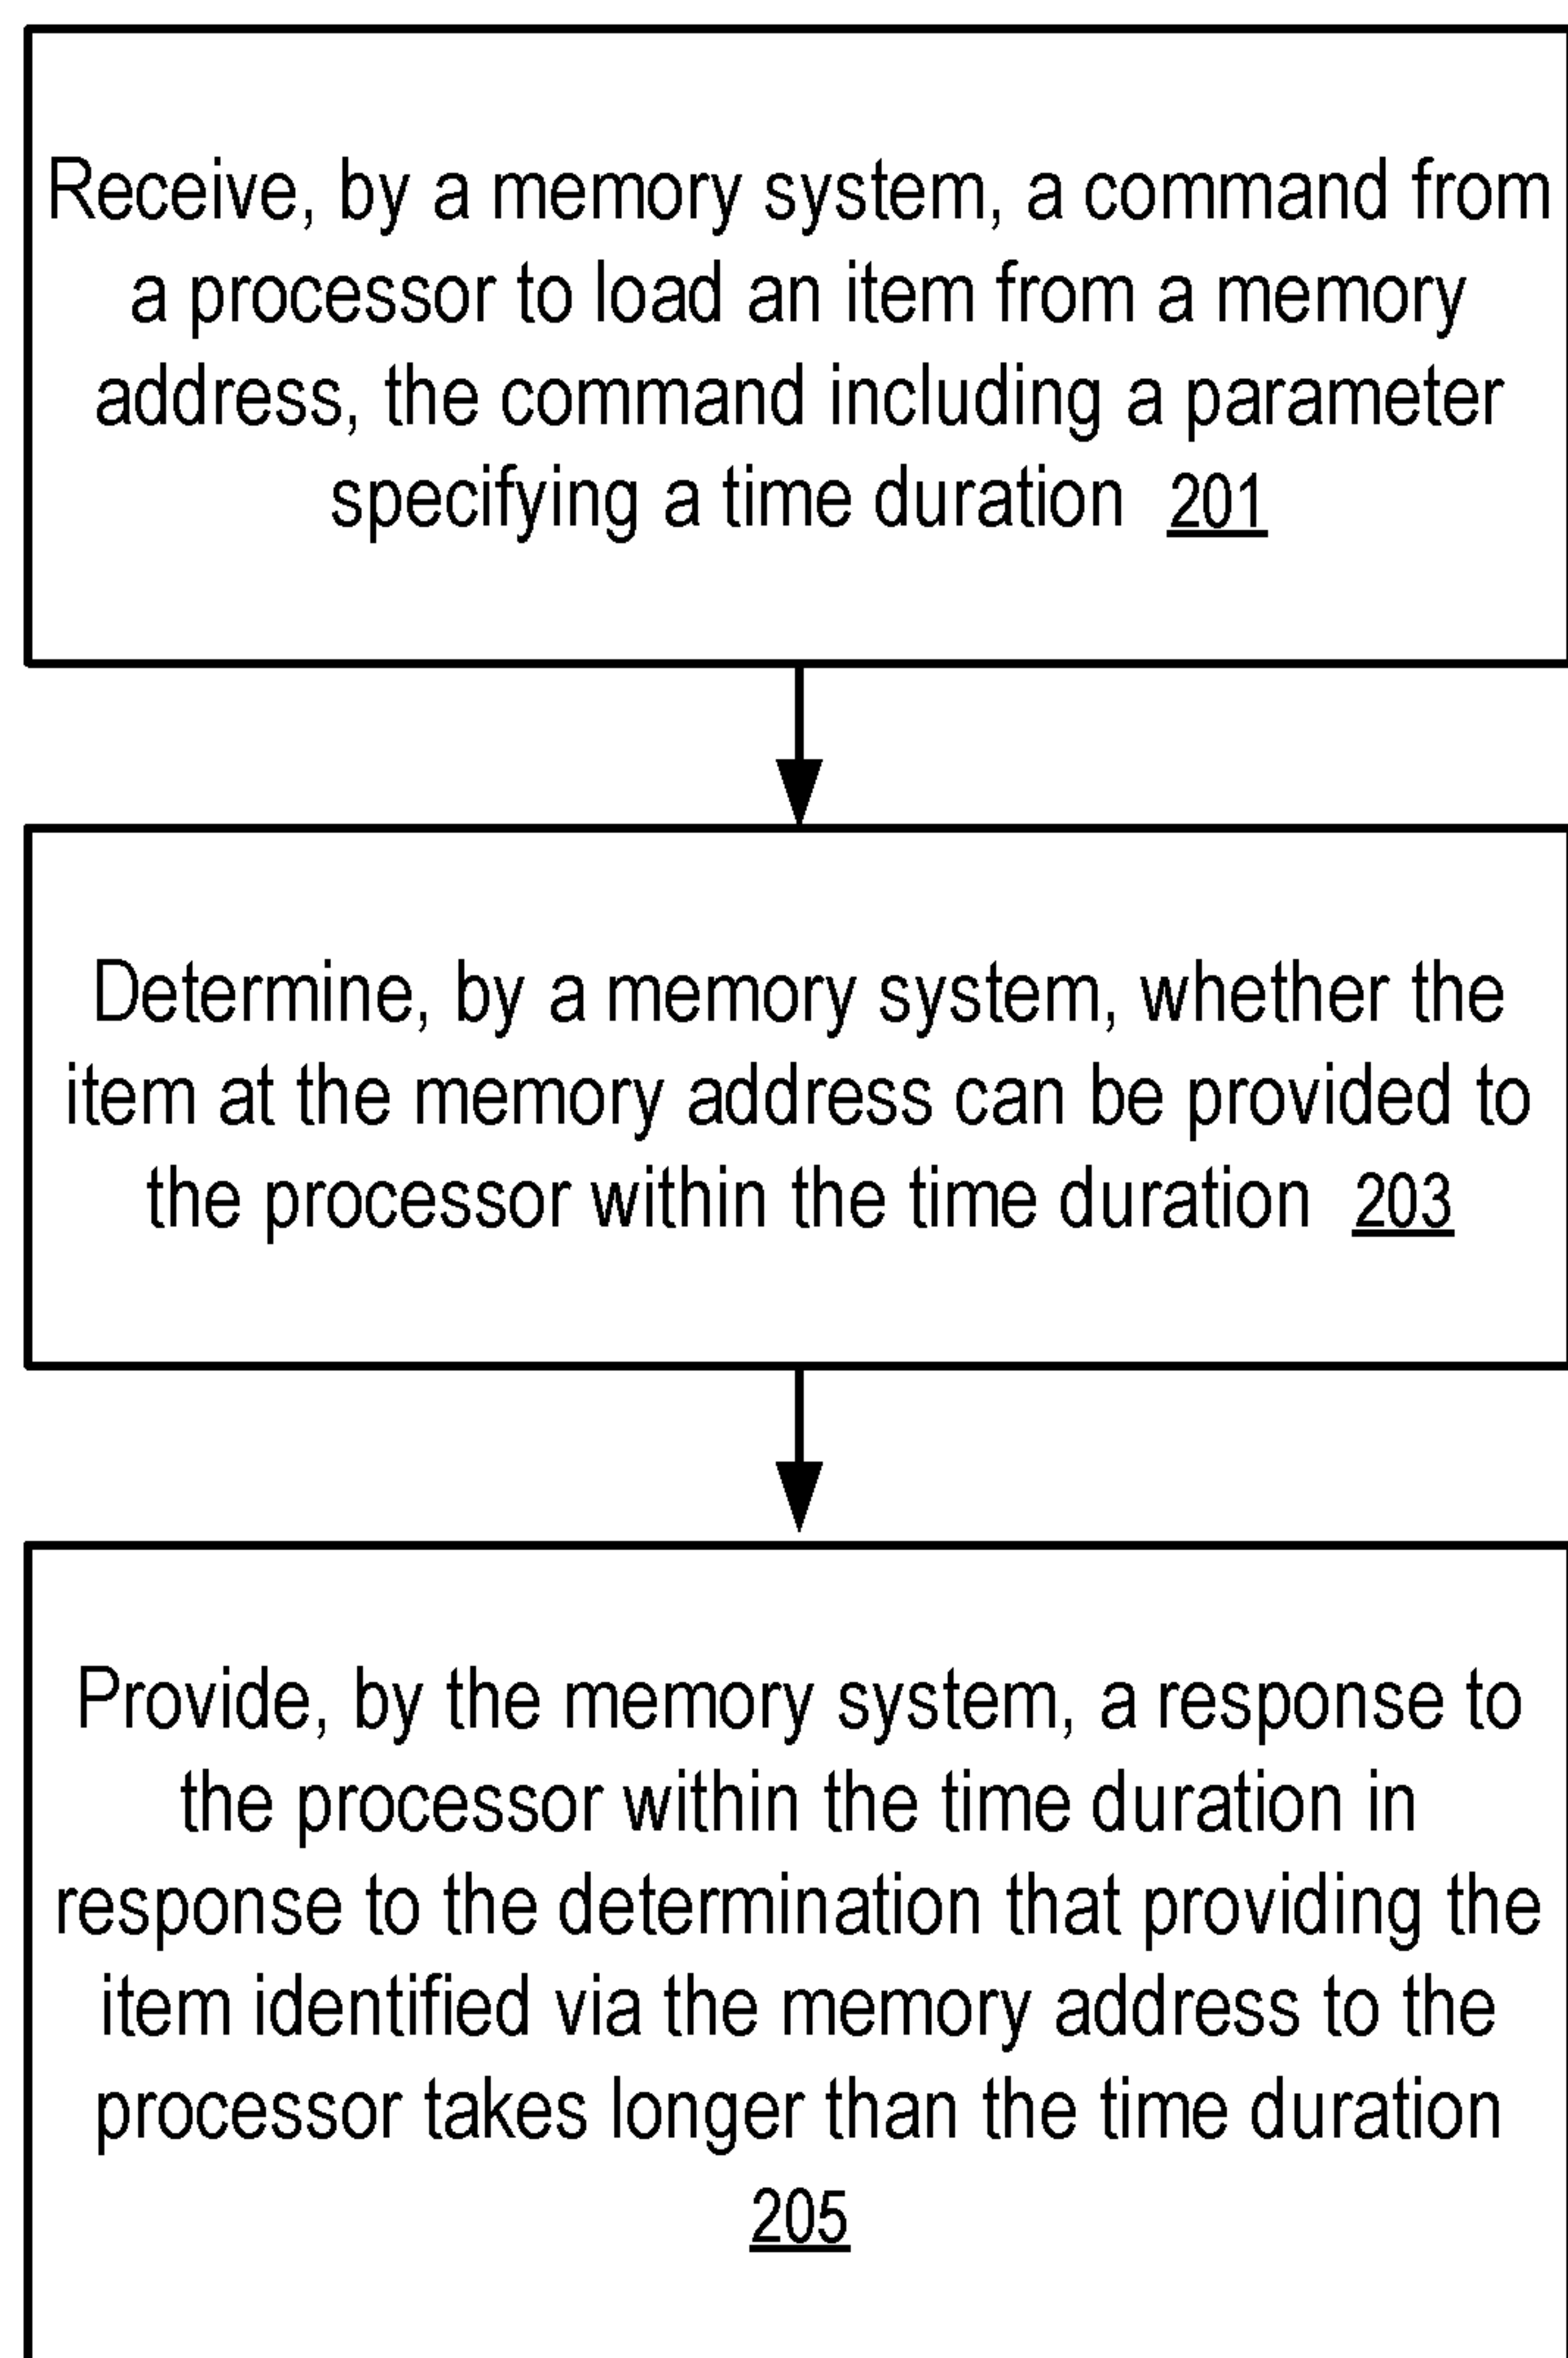 Receive, by a memory system, a command from
a processor to load an item from a memory
address, the command including a parameter
specifying a time duration 201
Determine, by a memory system, whether the
item at the memory address can be provided to
the processor within the time duration 203
Provide, by the memory system, a response to
the processor within the time duration in
response to the determination that providing the
item identified via the memory address to the
processor takes longer than the time duration
205